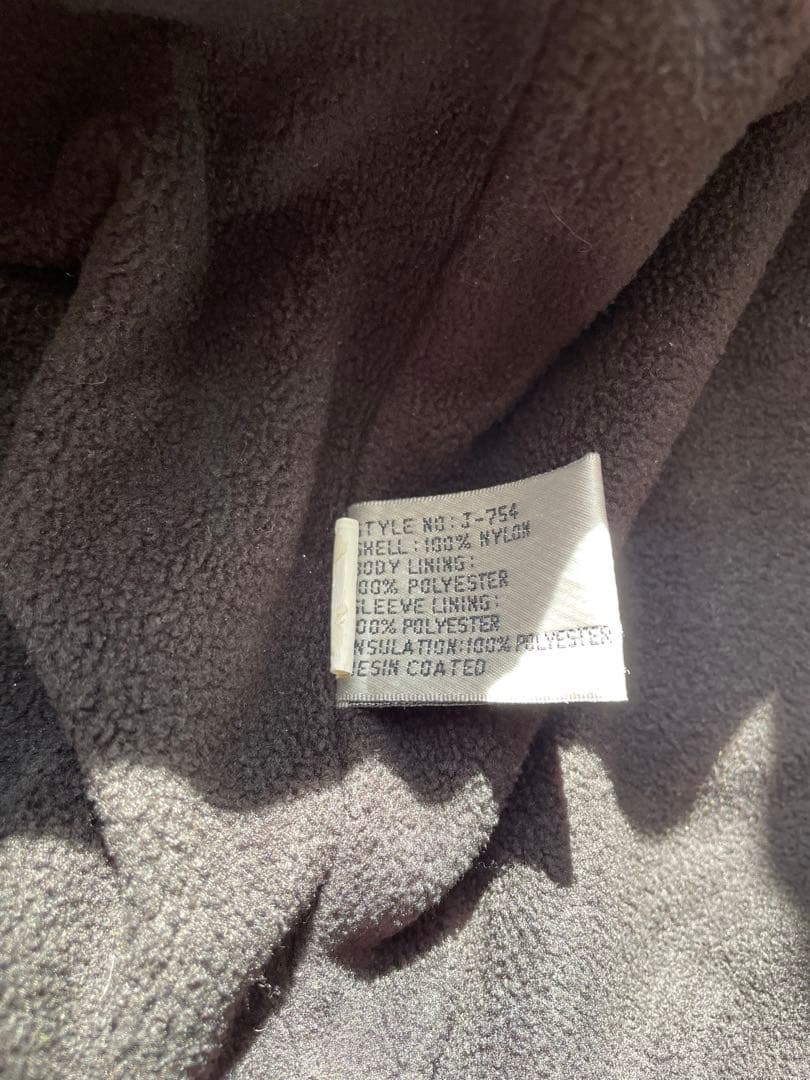 STYLE NO: J-754
SHELL: 100% NYLON
BODY LINING:
100% POLYESTER
SLEEVE LINING:
100% POLYESTER
INSULATION: 100% POLYESTER
RESIN COATED